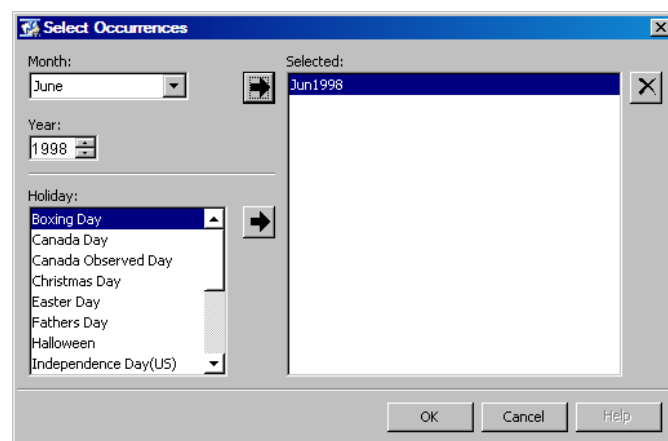 Select Occurrences
Month:
June
Year:
1998
Holiday:
Boxing Day
Canada Day
Canada Observed Day
Christmas Day
Easter Day
Fathers Day
Halloween
Independence Day(US)
Selected:
Jun1998
OK
Cancel
Help